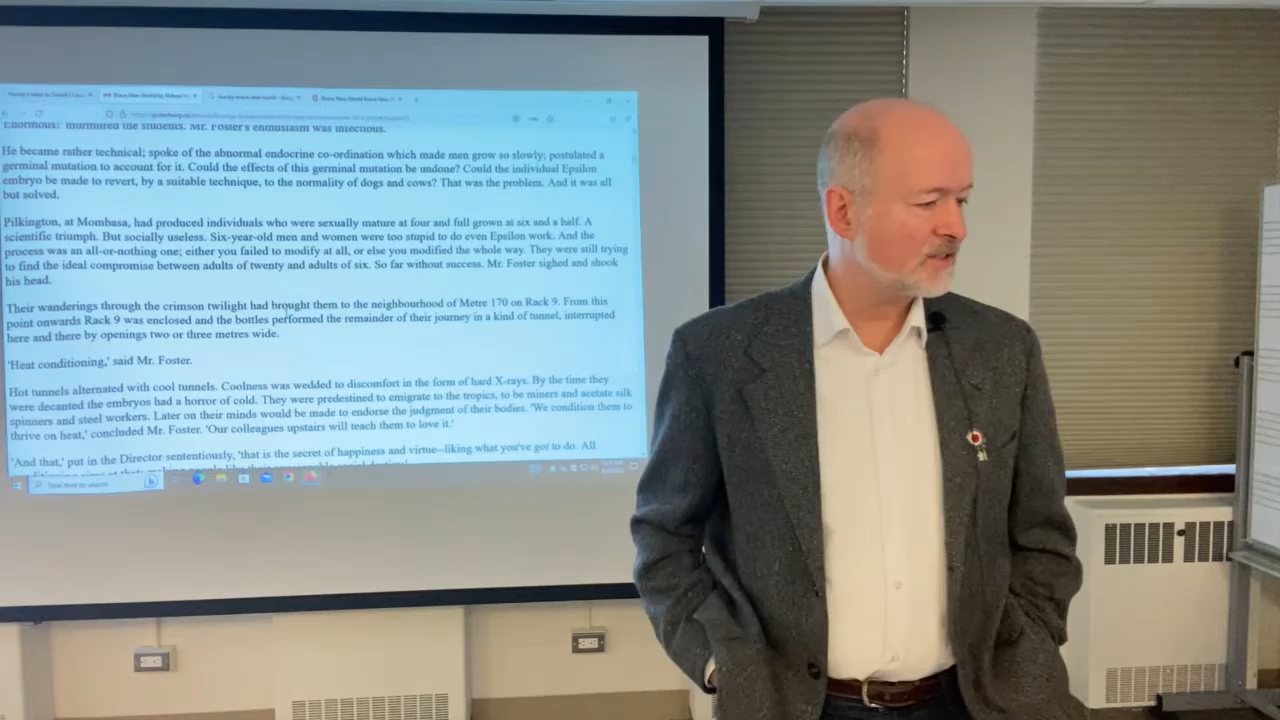 Brave New World by Aldous
Enormous!' murmured the students. Mr. Foster's enthusiasm was infectious.
He became rather technical; spoke of the abnormal endocrine co-ordination which made men grow so slowly; postulated a
germinal mutation to account for it. Could the effects of this germinal mutation be undone? Could the individual Epsilon
embryo be made to revert, by a suitable technique, to the normality of dogs and cows? That was the problem. And it was all
but solved.
Pilkington, at Mombasa, had produced individuals who were sexually mature at four and full grown at six and a half. A
scientific triumph. But socially useless. Six-year-old men and women were too stupid to do even Epsilon work. And the
process was an all-or-nothing one; either you failed to modify at all, or else you modified the whole way. They were still trying
to find the ideal compromise between adults of twenty and adults of six. So far without success. Mr. Foster sighed and shook
his head.
Their wanderings through the crimson twilight had brought them to the neighbourhood of Metre 170 on Rack 9. From this
point onwards Rack 9 was enclosed and the bottles performed the remainder of their journey in a kind of tunnel, interrupted
here and there by openings two or three metres wide.
'Heat conditioning,' said Mr. Foster.
Hot tunnels alternated with cool tunnels. Coolness was wedded to discomfort in the form of hard X-rays. By the time they
were decanted the embryos had a horror of cold. They were predestined to emigrate to the tropics, to be miners and acetate silk
spinners and steel workers. Later on their minds would be made to endorse the judgment of their bodies. 'We condition them to
thrive on heat,' concluded Mr. Foster. 'Our colleagues upstairs will teach them to love it.'
'And that,' put in the Director sententiously, 'that is the secret of happiness and virtue--liking what you've got to do. All
Type here to search